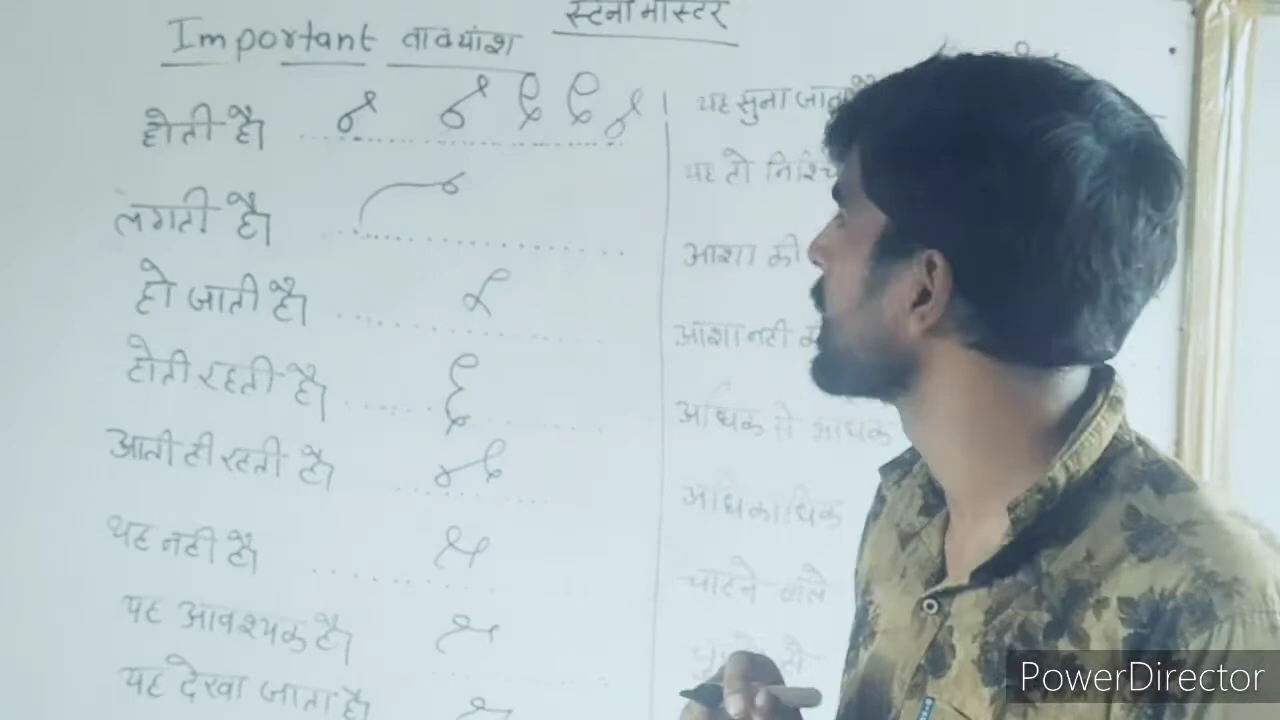 स्टेनो मास्टर
Important वाक्यांश
होती है।
लगती है।
हो जाती है।
होती रहती है।
आती ही रहती है।
यह नही है।
यह आवश्यक है।
यह देखा जाता है।
यह सुना जाता है
यह तो
आशा की
आशा नही
अधिक से अधिक
अधिकाधिक
चाहने वाले
PowerDirector